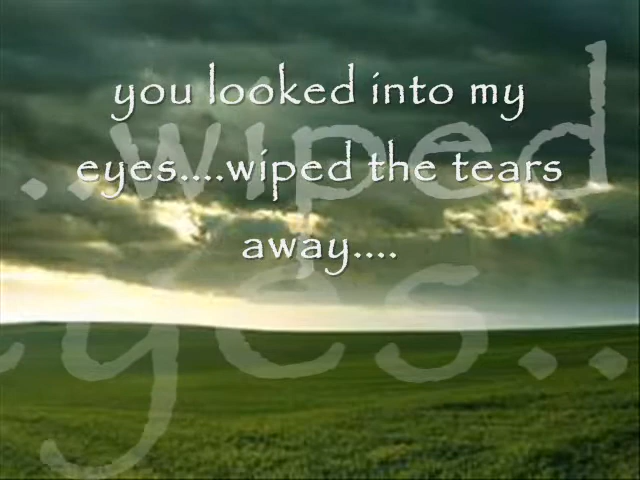 you looked into my
eyes....wiped the tears
away....
..wiped
eyes...